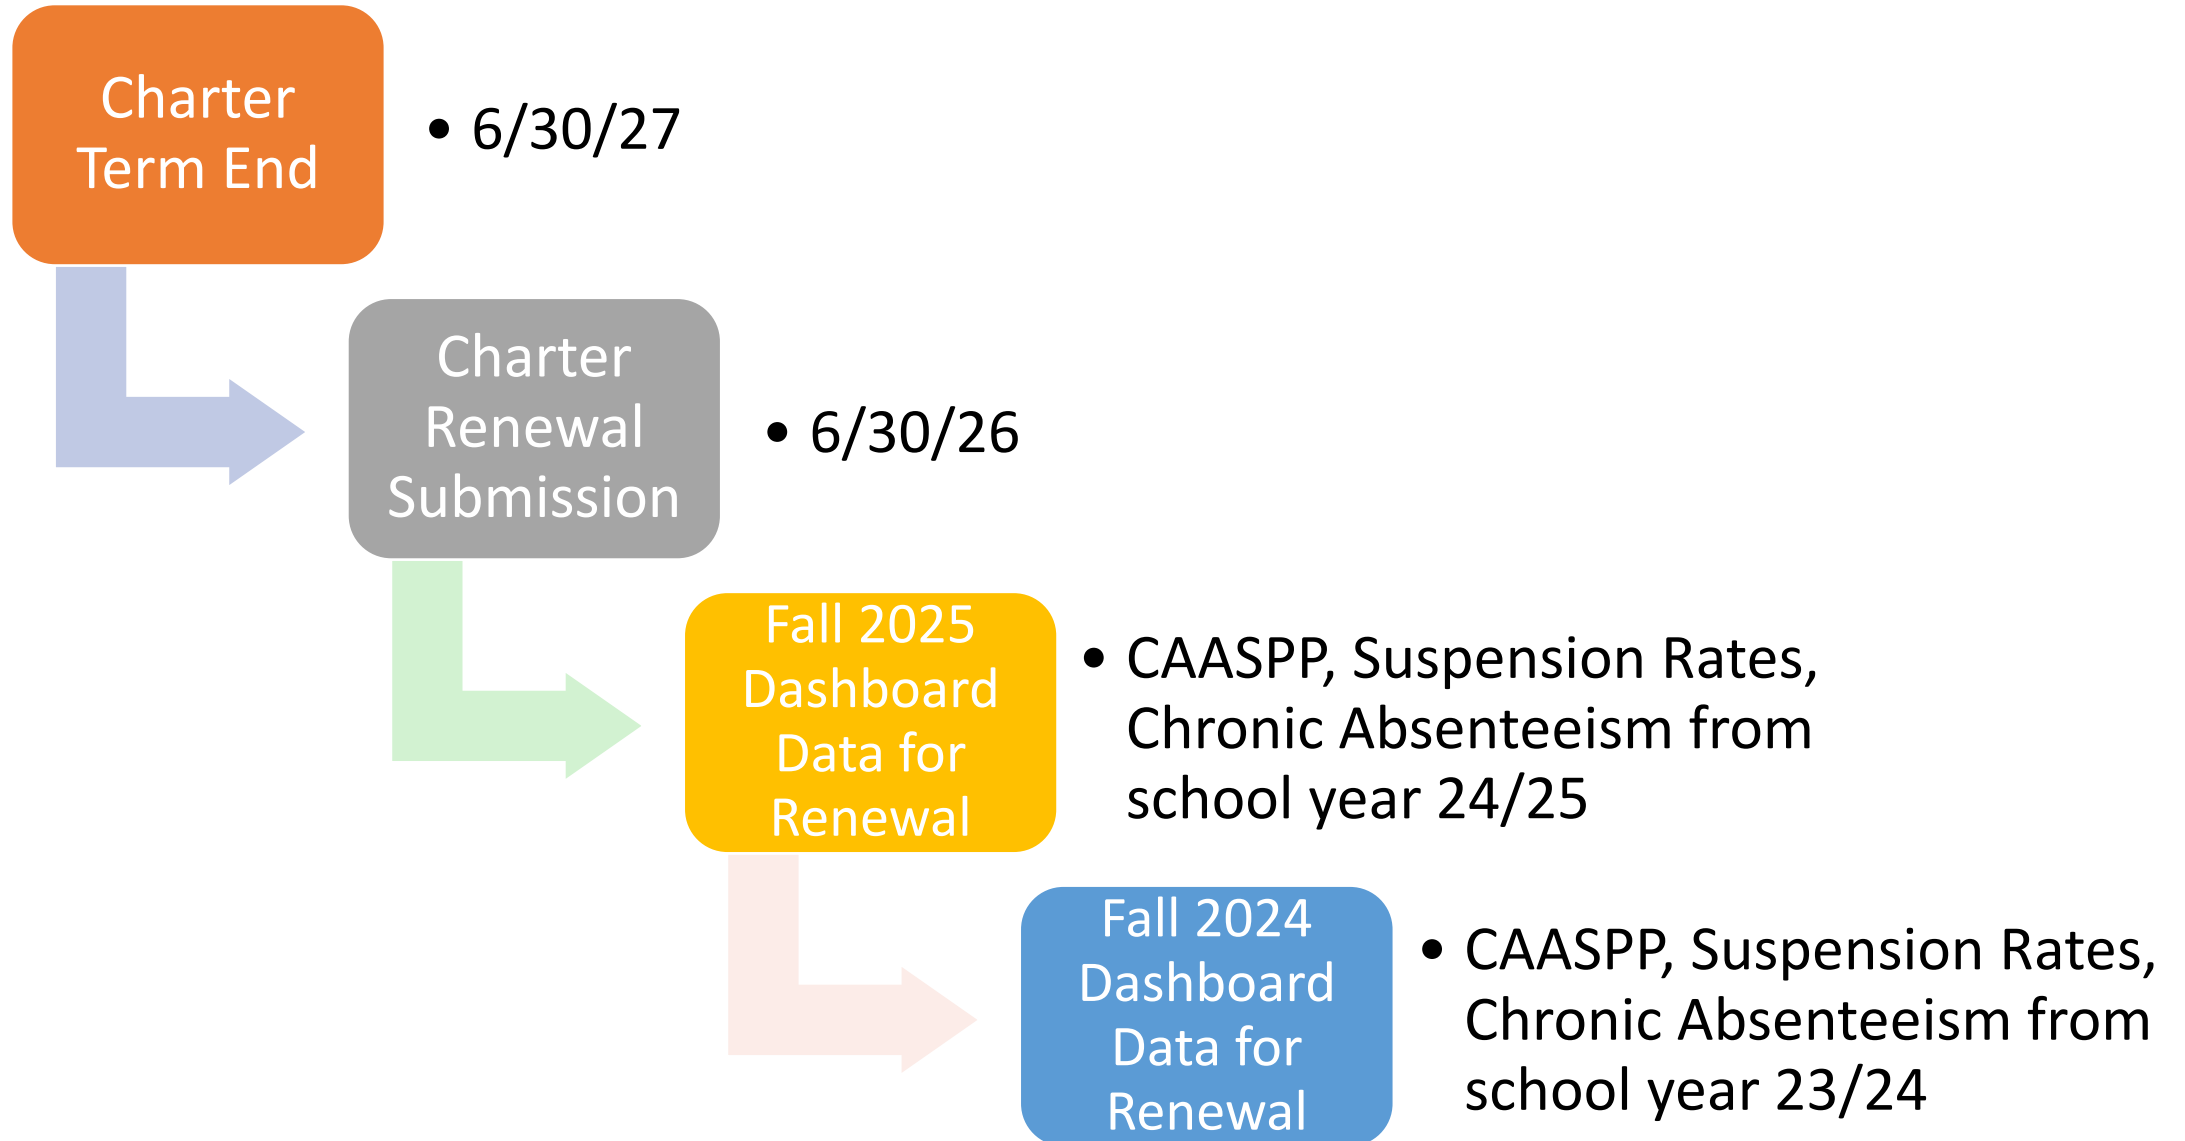 Charter
Term End
• 6/30/27
Charter
Renewal
Submission
• 6/30/26
Fall 2025
Dashboard
Data for
Renewal
• CAASPP, Suspension Rates,
Chronic Absenteeism from
school year 24/25
Fall 2024
Dashboard
Data for
Renewal
• CAASPP, Suspension Rates,
Chronic Absenteeism from
school year 23/24